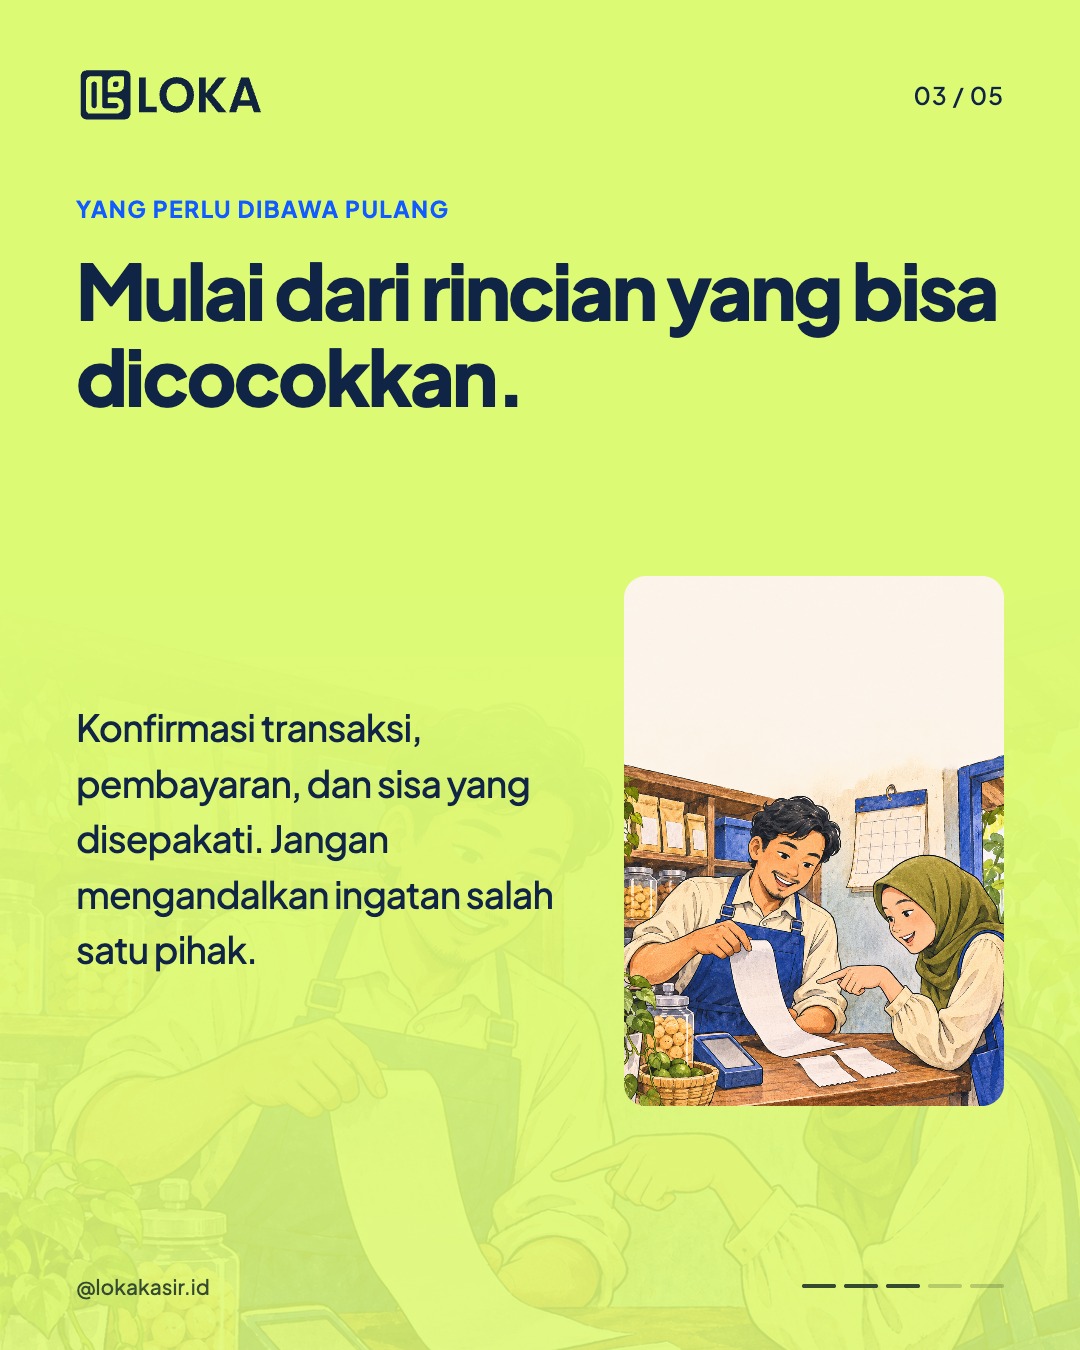 LOKA
03 / 05
YANG PERLU DIBAWA PULANG
Mulai dari rincian yang bisa
dicocokkan.
Konfirmasi transaksi,
pembayaran, dan sisa yang
disepakati. Jangan
mengandalkan ingatan salah
satu pihak.
@lokakasir.id